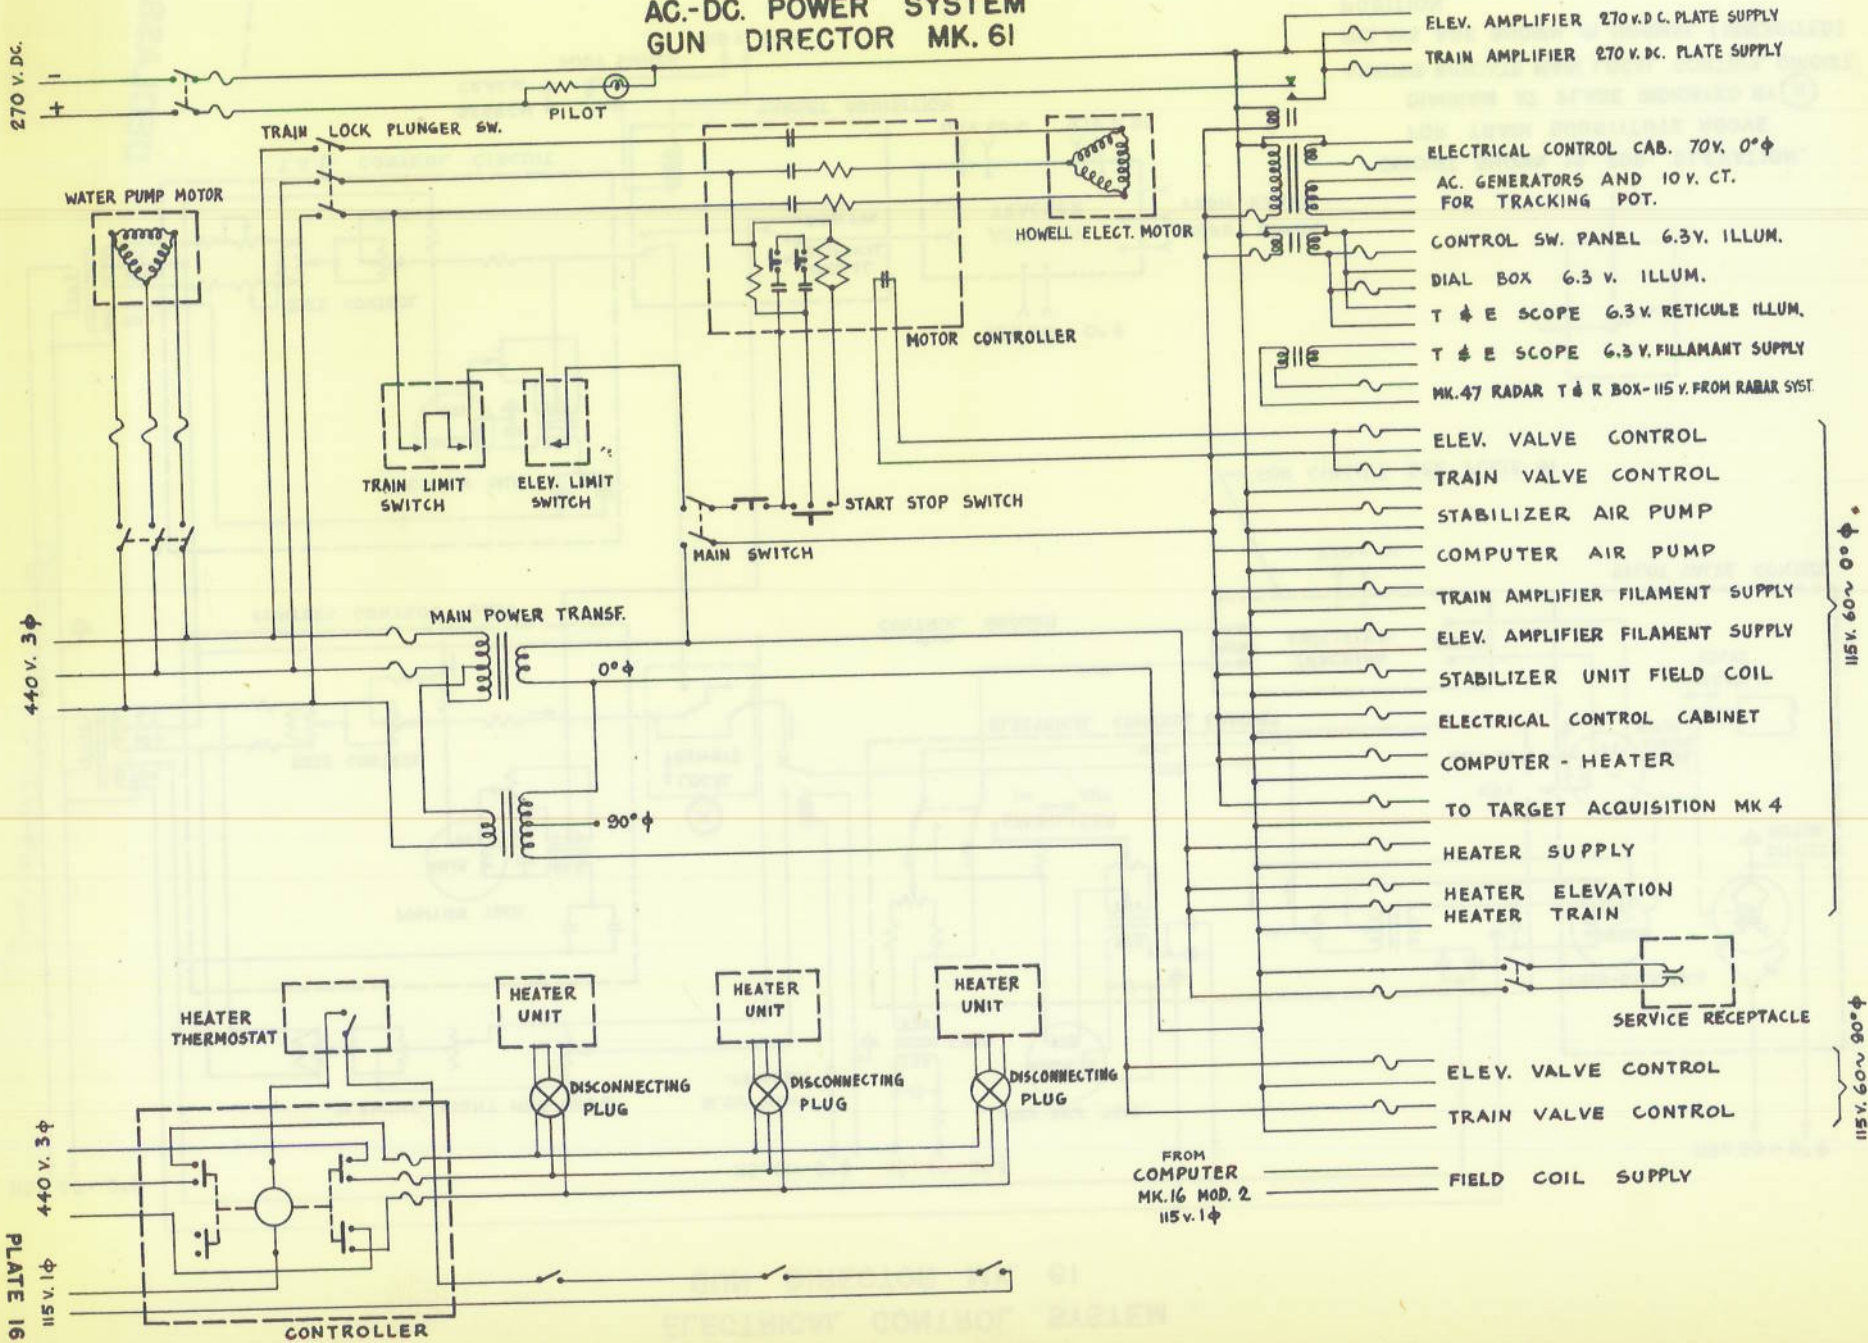 AC.-DC. POWER SYSTEM
GUN DIRECTOR MK. 61
270 V. DC.
-
+
PILOT
TRAIN LOCK PLUNGER SW.
WATER PUMP MOTOR
HOWELL ELECT. MOTOR
MOTOR CONTROLLER
TRAIN LIMIT
SWITCH
ELEV. LIMIT
SWITCH
START STOP SWITCH
MAIN SWITCH
440 V. 3φ
MAIN POWER TRANSF.
0°φ
90°φ
ELEV. AMPLIFIER 270 V. D C. PLATE SUPPLY
TRAIN AMPLIFIER 270 V. DC. PLATE SUPPLY
ELECTRICAL CONTROL CAB. 70V. 0°φ
AC. GENERATORS AND 10 V. CT.
FOR TRACKING POT.
CONTROL SW. PANEL 6.3V. ILLUM.
DIAL BOX 6.3 V. ILLUM.
T & E SCOPE 6.3 V. RETICULE ILLUM.
T & E SCOPE 6.3 V. FILLAMANT SUPPLY
MK. 47 RADAR T & R BOX-115 V. FROM RABAR SYST.
ELEV. VALVE CONTROL
TRAIN VALVE CONTROL
STABILIZER AIR PUMP
COMPUTER AIR PUMP
TRAIN AMPLIFIER FILAMENT SUPPLY
ELEV. AMPLIFIER FILAMENT SUPPLY
STABILIZER UNIT FIELD COIL
ELECTRICAL CONTROL CABINET
COMPUTER - HEATER
TO TARGET ACQUISITION MK 4
HEATER SUPPLY
HEATER ELEVATION
HEATER TRAIN
115 V. 60~ 0°φ
SERVICE RECEPTACLE
ELEV. VALVE CONTROL
TRAIN VALVE CONTROL
115 V. 60~ 90°φ
FROM
COMPUTER
MK. 16 MOD. 2
115 V. 1φ
FIELD COIL SUPPLY
HEATER
THERMOSTAT
HEATER
UNIT
HEATER
UNIT
HEATER
UNIT
DISCONNECTING
PLUG
DISCONNECTING
PLUG
DISCONNECTING
PLUG
440 V. 3φ
115 V. 1φ
CONTROLLER
PLATE 16